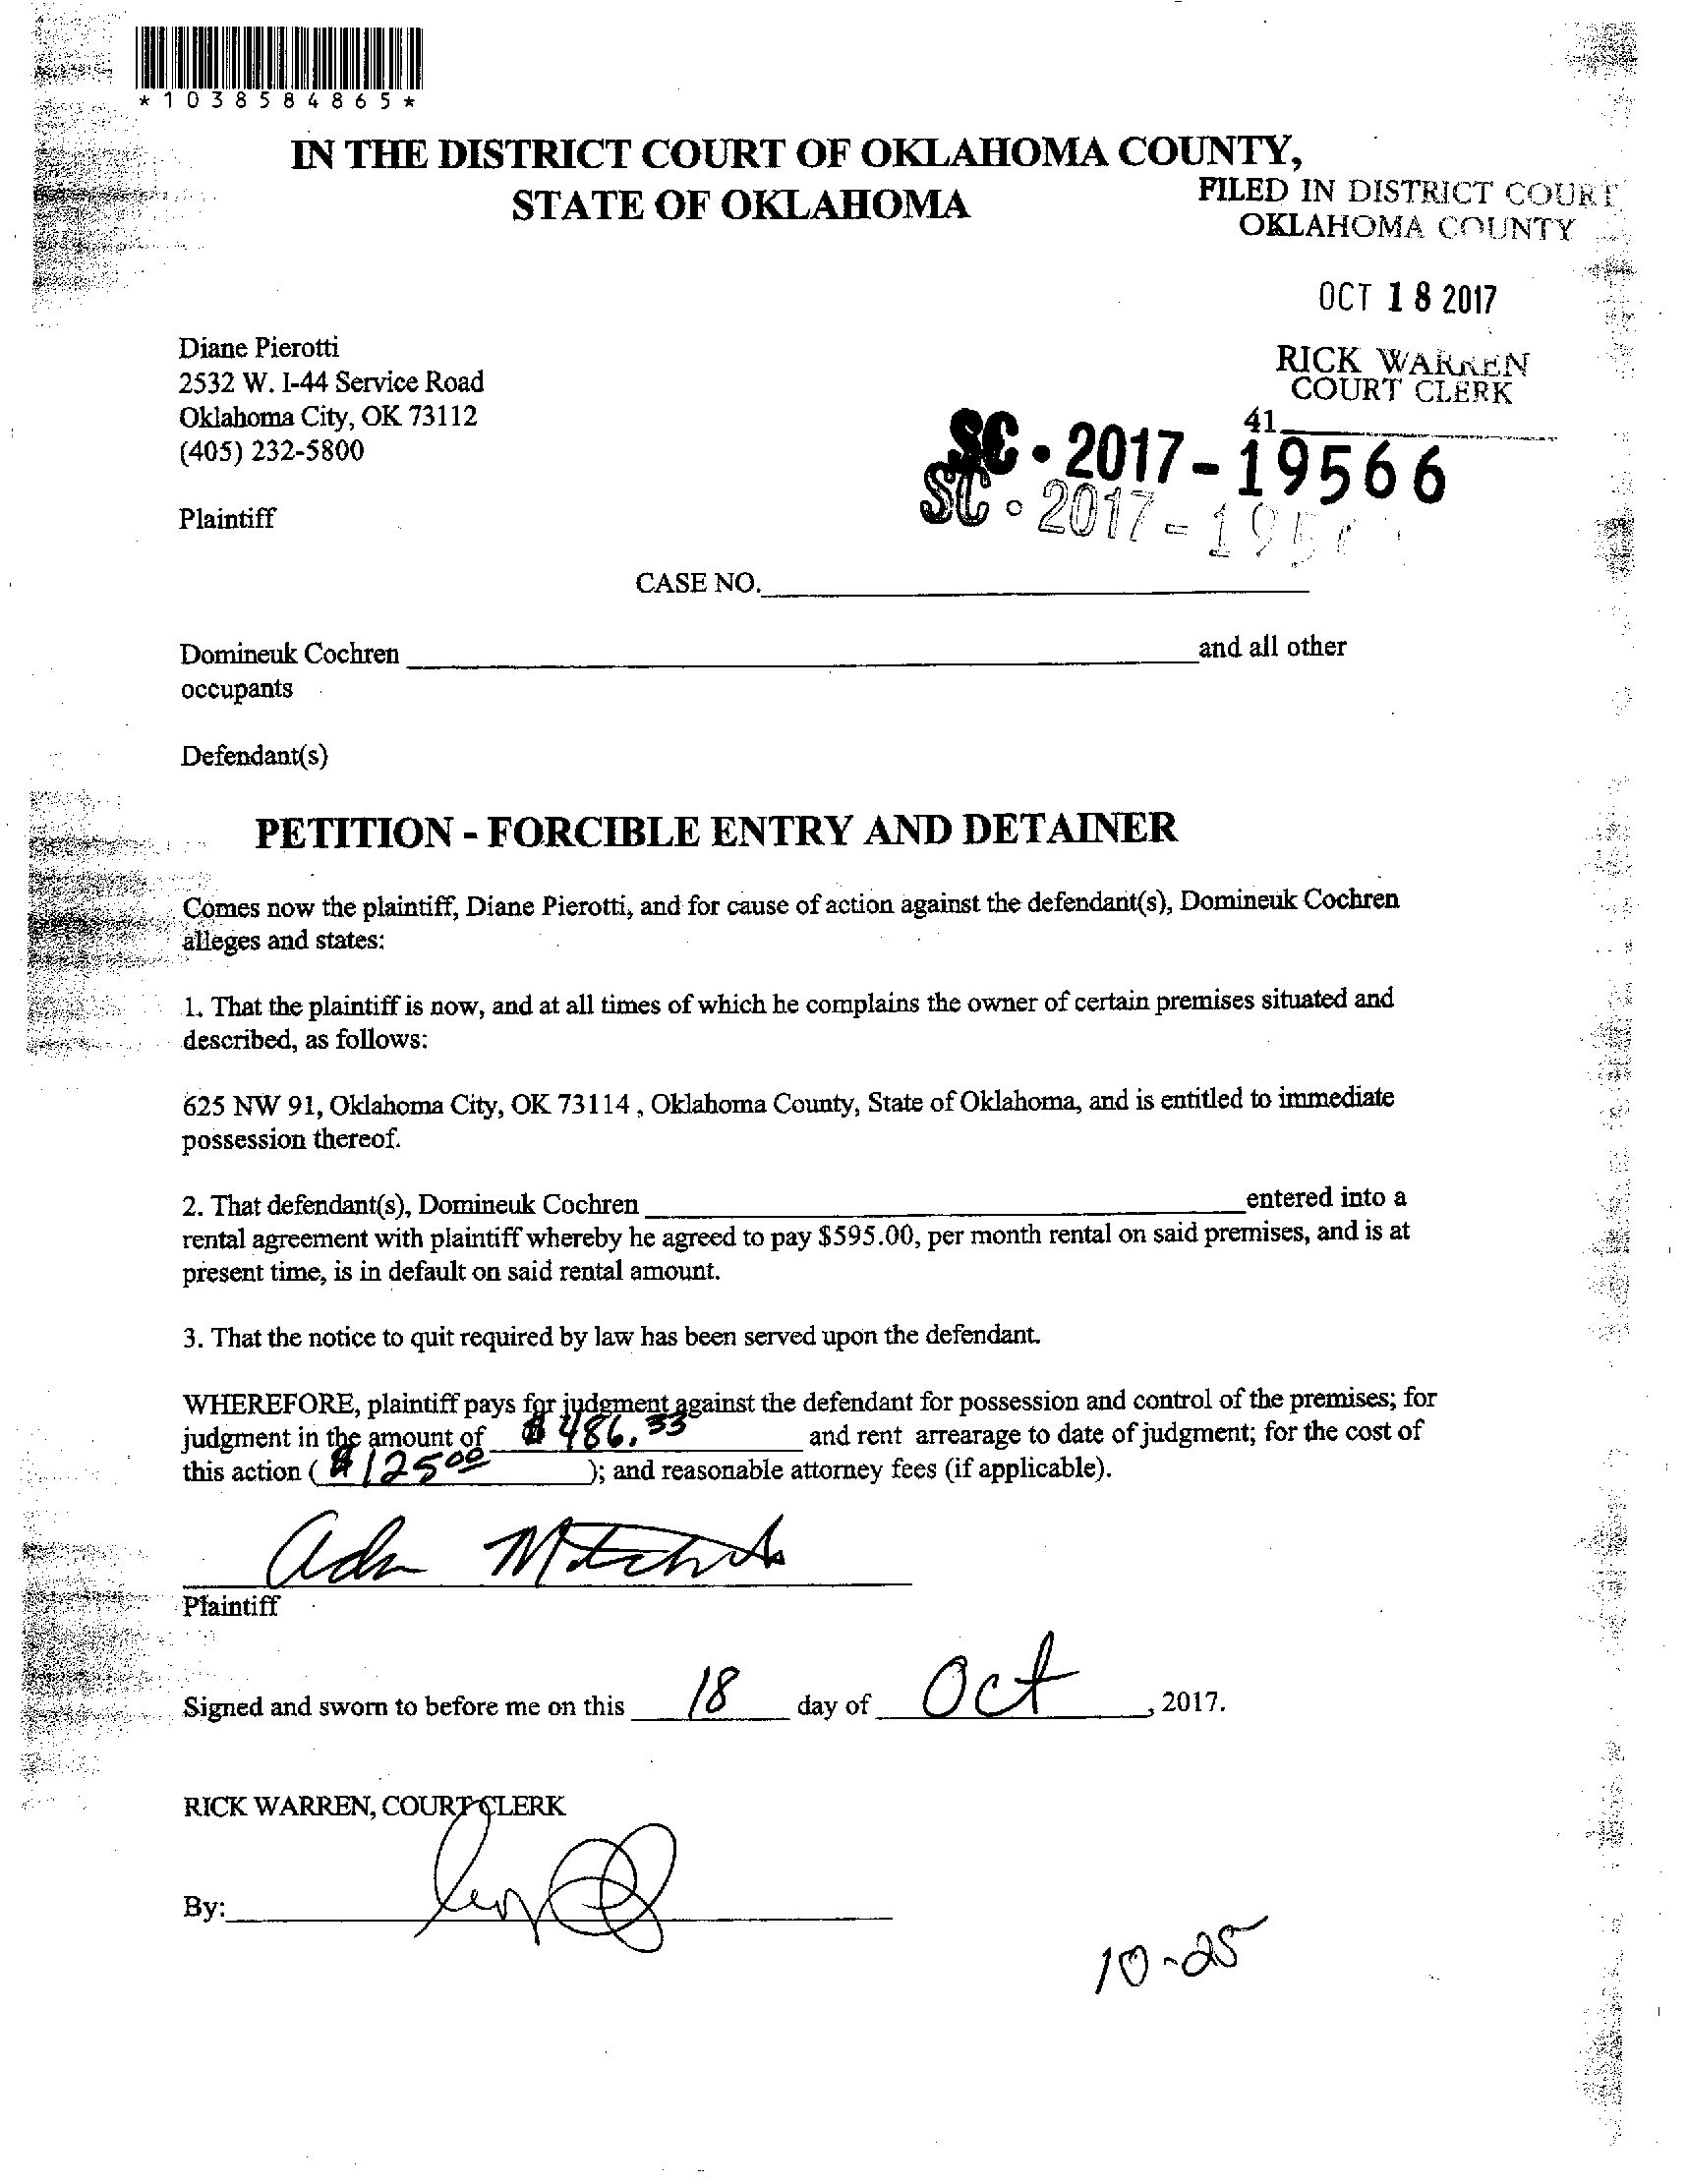 *1038584865*
IN THE DISTRICT COURT OF OKLAHOMA COUNTY,
STATE OF OKLAHOMA
FILED IN DISTRICT COURT
OKLAHOMA COUNTY
OCT 18 2017
RICK WARREN
COURT CLERK
41
Diane Pierotti
2532 W. I-44 Service Road
Oklahoma City, OK 73112
(405) 232-5800
SC - 2017 - 19566
SC - 2017 - 195
Plaintiff
CASE NO.
Domineuk Cochren and all other
occupants
Defendant(s)
PETITION - FORCIBLE ENTRY AND DETAINER
Comes now the plaintiff, Diane Pierotti, and for cause of action against the defendant(s), Domineuk Cochren
alleges and states:
1. That the plaintiff is now, and at all times of which he complains the owner of certain premises situated and
described, as follows:
625 NW 91, Oklahoma City, OK 73114 , Oklahoma County, State of Oklahoma, and is entitled to immediate
possession thereof.
2. That defendant(s), Domineuk Cochren entered into a
rental agreement with plaintiff whereby he agreed to pay $595.00, per month rental on said premises, and is at
present time, is in default on said rental amount.
3. That the notice to quit required by law has been served upon the defendant.
WHEREFORE, plaintiff pays for judgment against the defendant for possession and control of the premises; for
judgment in the amount of $ 486.33 and rent arrearage to date of judgment; for the cost of
this action ( $ 125 00 ); and reasonable attorney fees (if applicable).
Plaintiff
Signed and sworn to before me on this 18 day of Oct , 2017.
RICK WARREN, COURT CLERK
By:
10-25